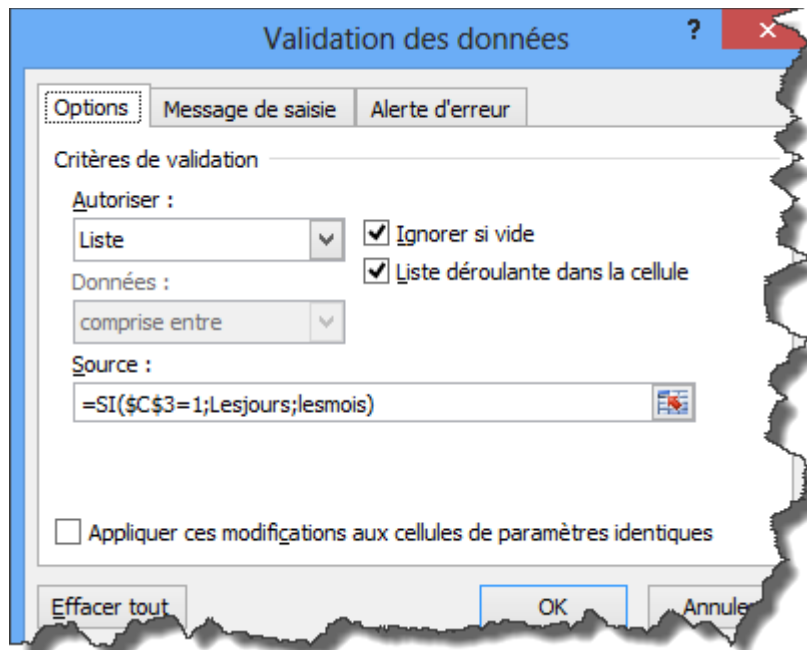 Validation des données ?
Options Message de saisie Alerte d'erreur
Critères de validation
Autoriser :
Liste
Ignorer si vide
Données :
Liste déroulante dans la cellule
comprise entre
Source :
=SI($C$3=1;Lesjours;lesmois)
Appliquer ces modifications aux cellules de paramètres identiques
Effacer tout OK Annule